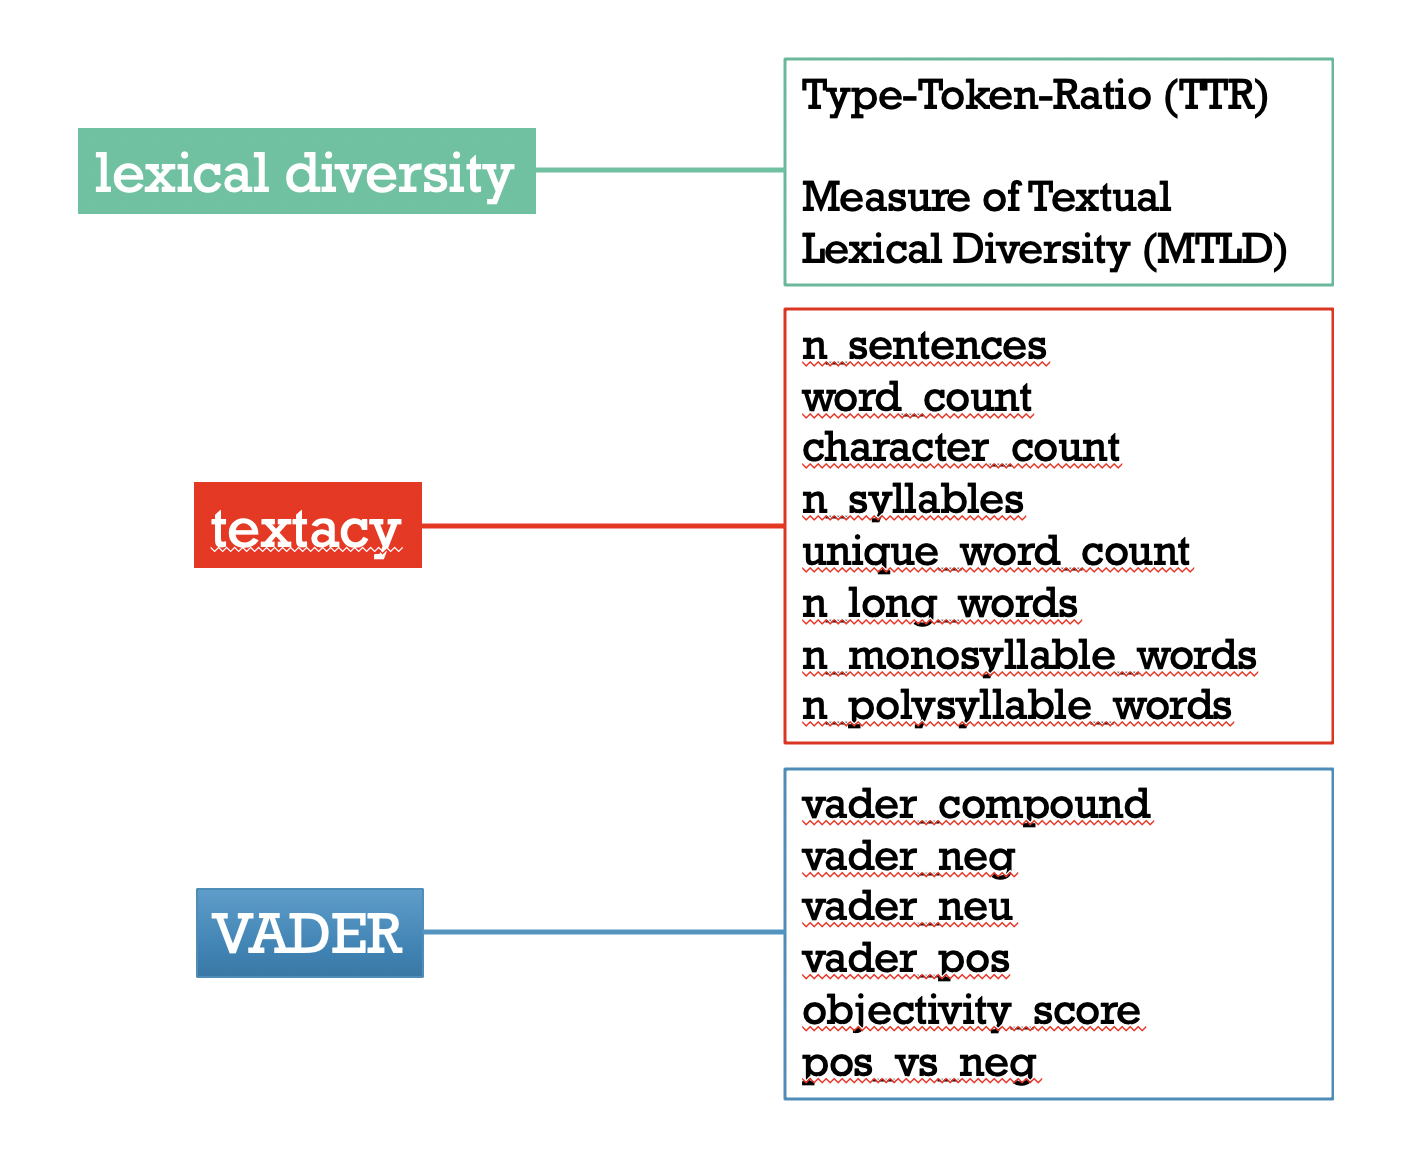 lexical diversity
Type-Token-Ratio (TTR)
Measure of Textual
Lexical Diversity (MTLD)
textacy
n_sentences
word_count
character_count
n_syllables
unique_word_count
n_long_words
n_monosyllable_words
n_polysyllable_words
VADER
vader_compound
vader_neg
vader_neu
vader_pos
objectivity_score
pos_vs_neg